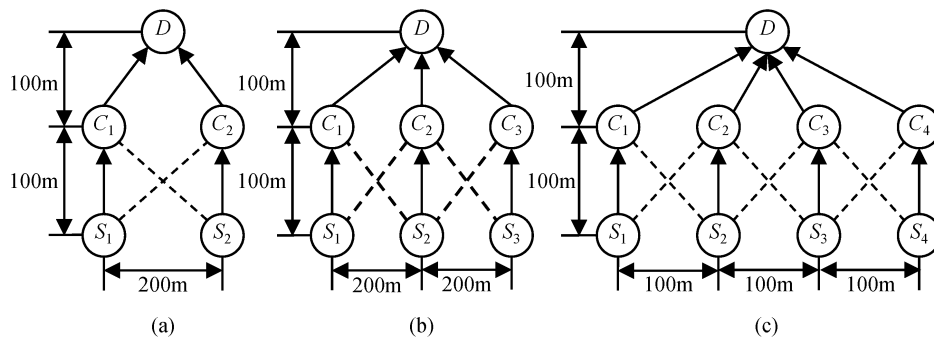 D D D
100m 100m 100m
C1 C2 C1 C2 C3 C1 C2 C3 C4
100m 100m 100m
S1 S2 S1 S2 S3 S1 S2 S3 S4
200m 200m 200m 100m 100m 100m
(a) (b) (c)